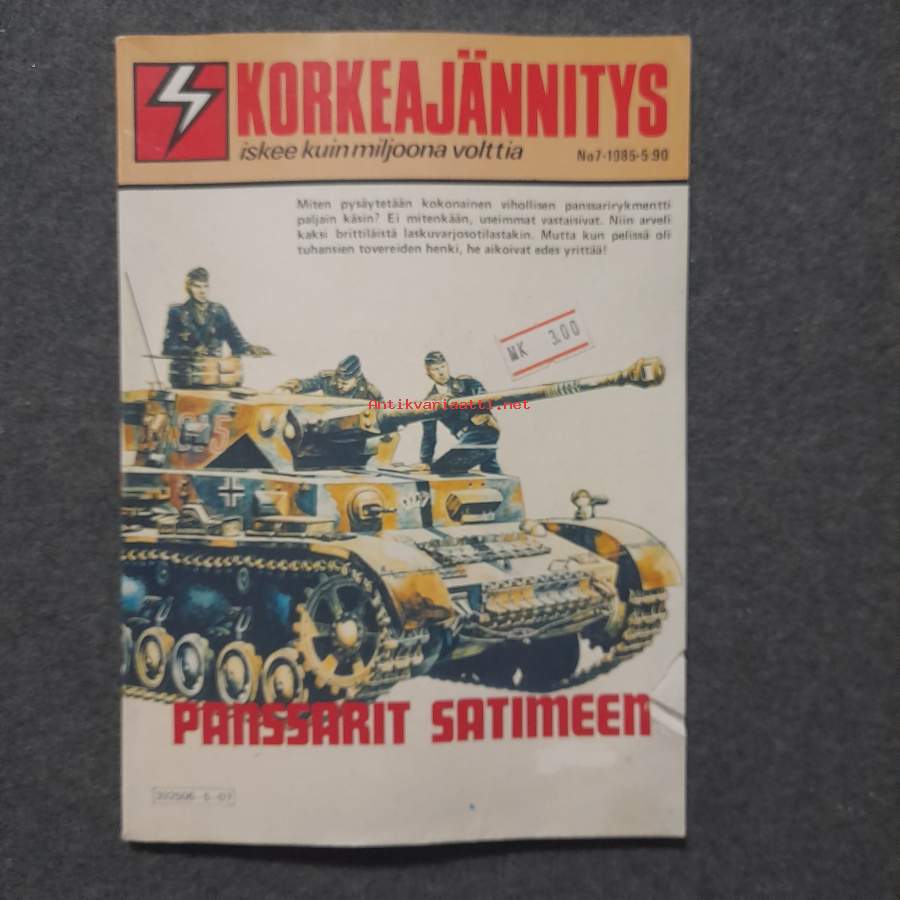 KORKEAJÄNNITYS
iskee kuin miljoona volttia
No7-1985-5:90
Miten pysäytetään kokonainen vihollisen panssarirykmentti
paljain käsin? Ei mitenkään, useimmat vastaisivat. Niin arveli
kaksi brittiläistä laskuvarjosotilastakin. Mutta kun pelissä oli
tuhansien tovereiden henki, he aikoivat edes yrittää!
MK 3.00
Antikvariaatti.net
5
PANSSARIT SATIMEEN